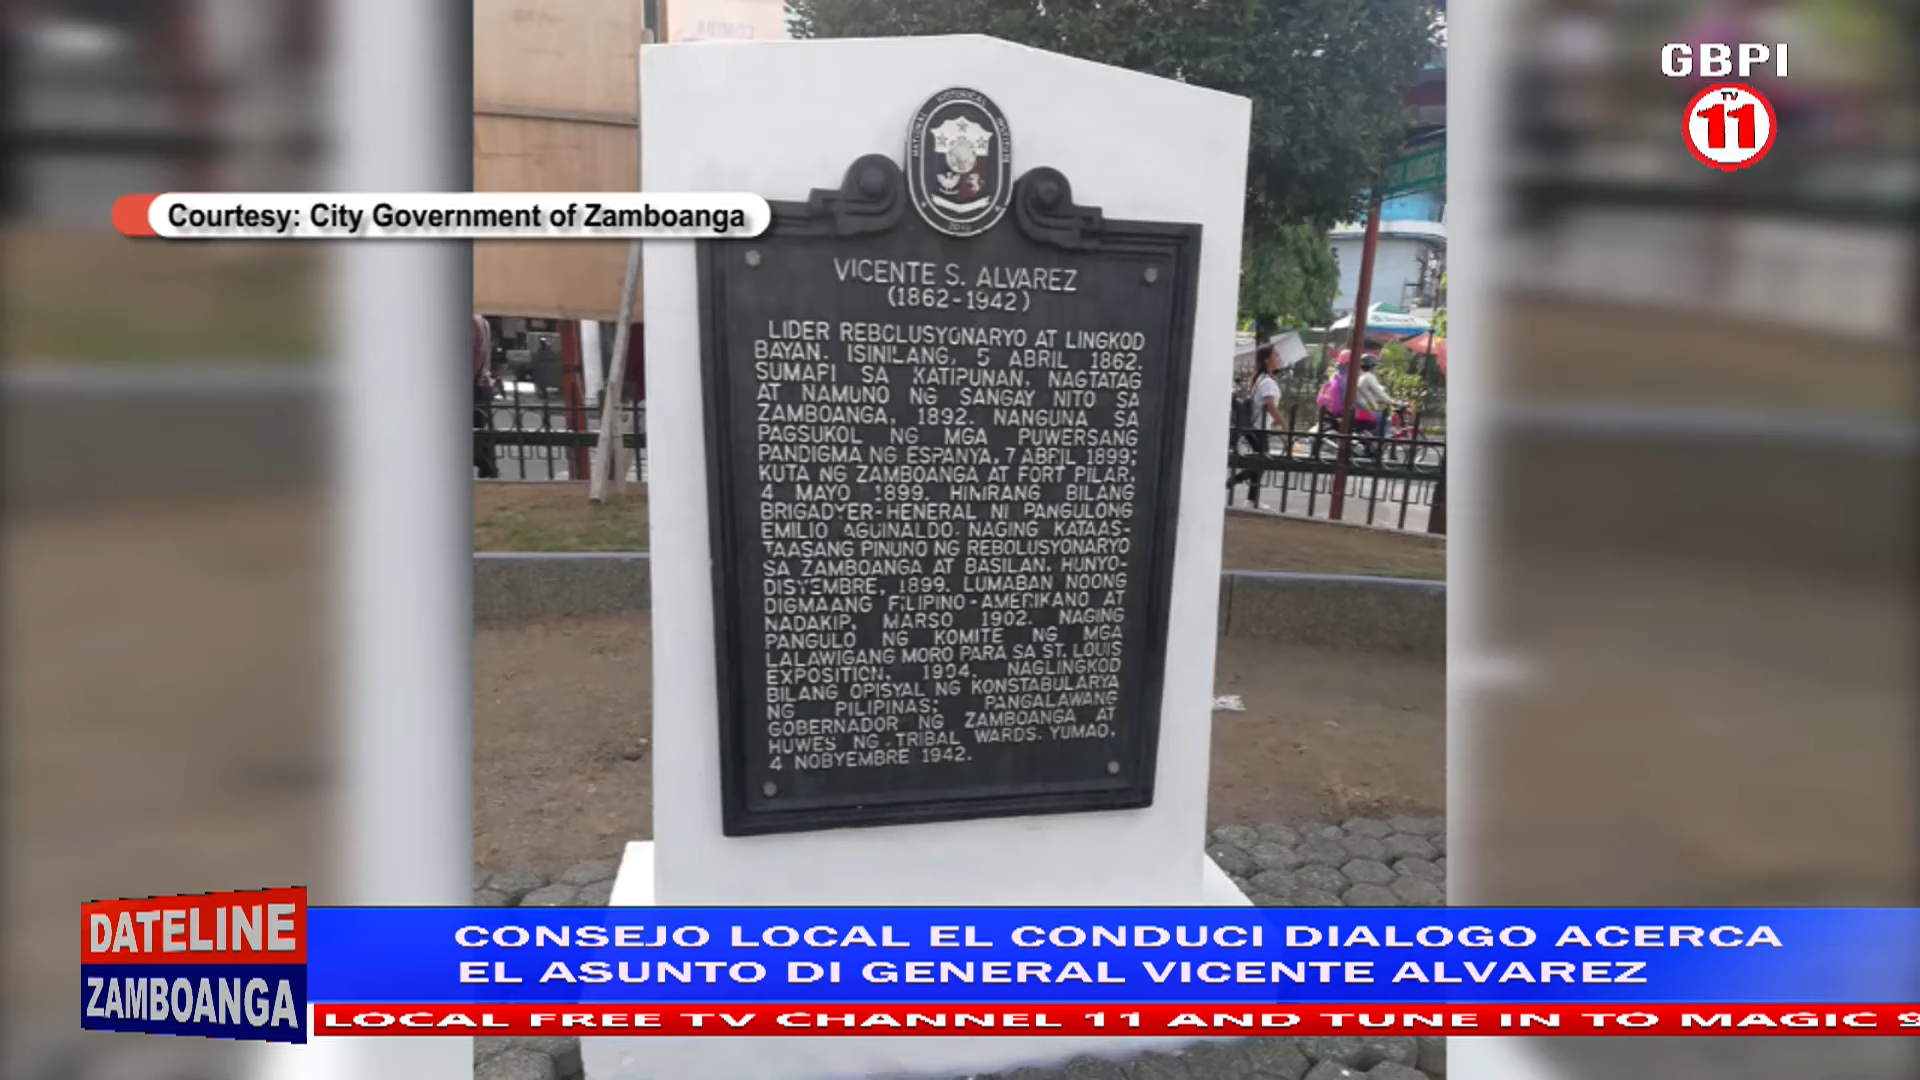 GBPI
TV
11
Courtesy: City Government of Zamboanga
NATIONAL HISTORICAL INSTITUTE
VICENTE S. ALVAREZ
(1862-1942)
LIDER REBOLUSYONARYO AT LINGKOD
BAYAN. ISINILANG, 5 ABRIL 1862.
SUMAPI SA KATIPUNAN, NAGTATAG
AT NAMUNO NG SANGAY NITO SA
ZAMBOANGA, 1892. NANGUNA SA
PAGSUKOL NG MGA PUWERSANG
PANDIGMA NG ESPANYA, 7 ABRIL 1899;
KUTA NG ZAMBOANGA AT FORT PILAR,
4 MAYO 1899. HINIRANG BILANG
BRIGADYER-HENERAL NI PANGULONG
EMILIO AGUINALDO. NAGING KATAAS-
TAASANG PINUNO NG REBOLUSYONARYO
SA ZAMBOANGA AT BASILAN, HUNYO-
DISYEMBRE, 1899. LUMABAN NOONG
DIGMAANG FILIPINO-AMERIKANO AT
NADAKIP, MARSO 1902. NAGING
PANGULO NG KOMITE NG MGA
LALAWIGANG MORO PARA SA ST. LOUIS
EXPOSITION, 1904. NAGLINGKOD
BILANG OPISYAL NG KONSTABULARYA
NG PILIPINAS; PANGALAWANG
GOBERNADOR NG ZAMBOANGA AT
HUWES NG TRIBAL WARDS. YUMAO,
4 NOBYEMBRE 1942.
DATELINE
ZAMBOANGA
CONSEJO LOCAL EL CONDUCI DIALOGO ACERCA
EL ASUNTO DI GENERAL VICENTE ALVAREZ
LOCAL FREE TV CHANNEL 11 AND TUNE IN TO MAGIC 9